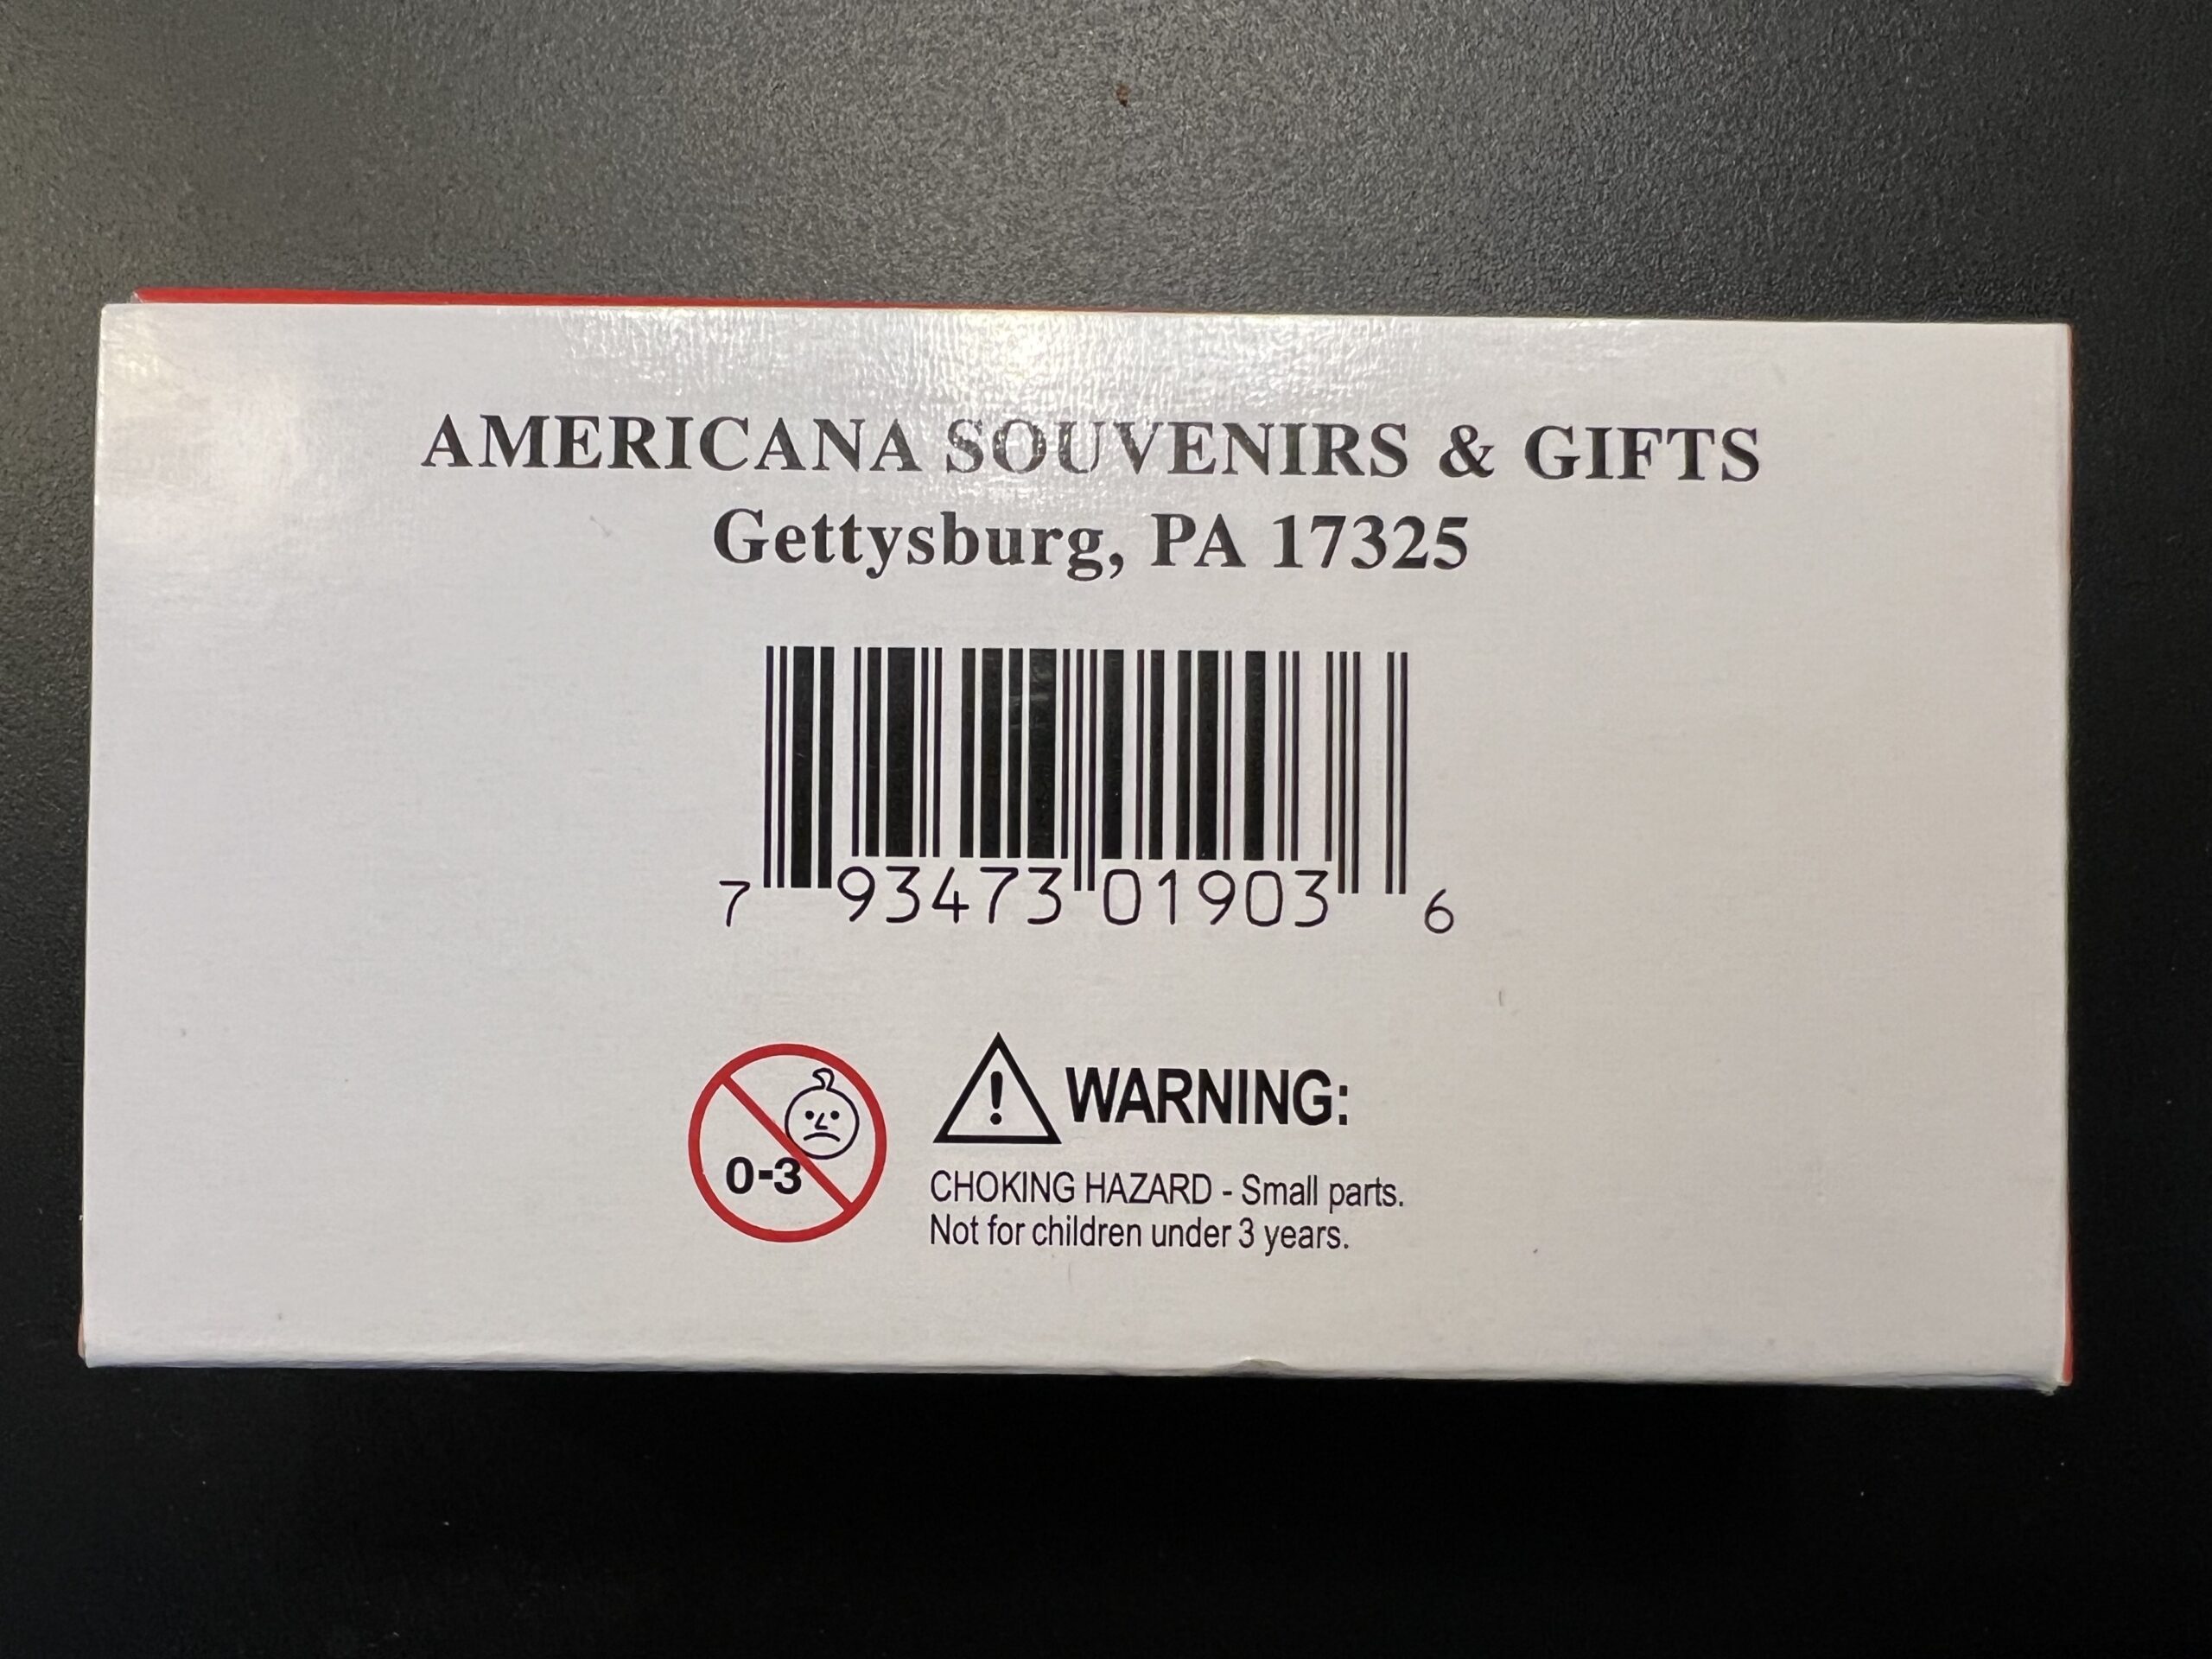 AMERICANA SOUVENIRS & GIFTS
Gettysburg, PA 17325
7 93473 01903 6
0-3
! WARNING:
CHOKING HAZARD - Small parts.
Not for children under 3 years.